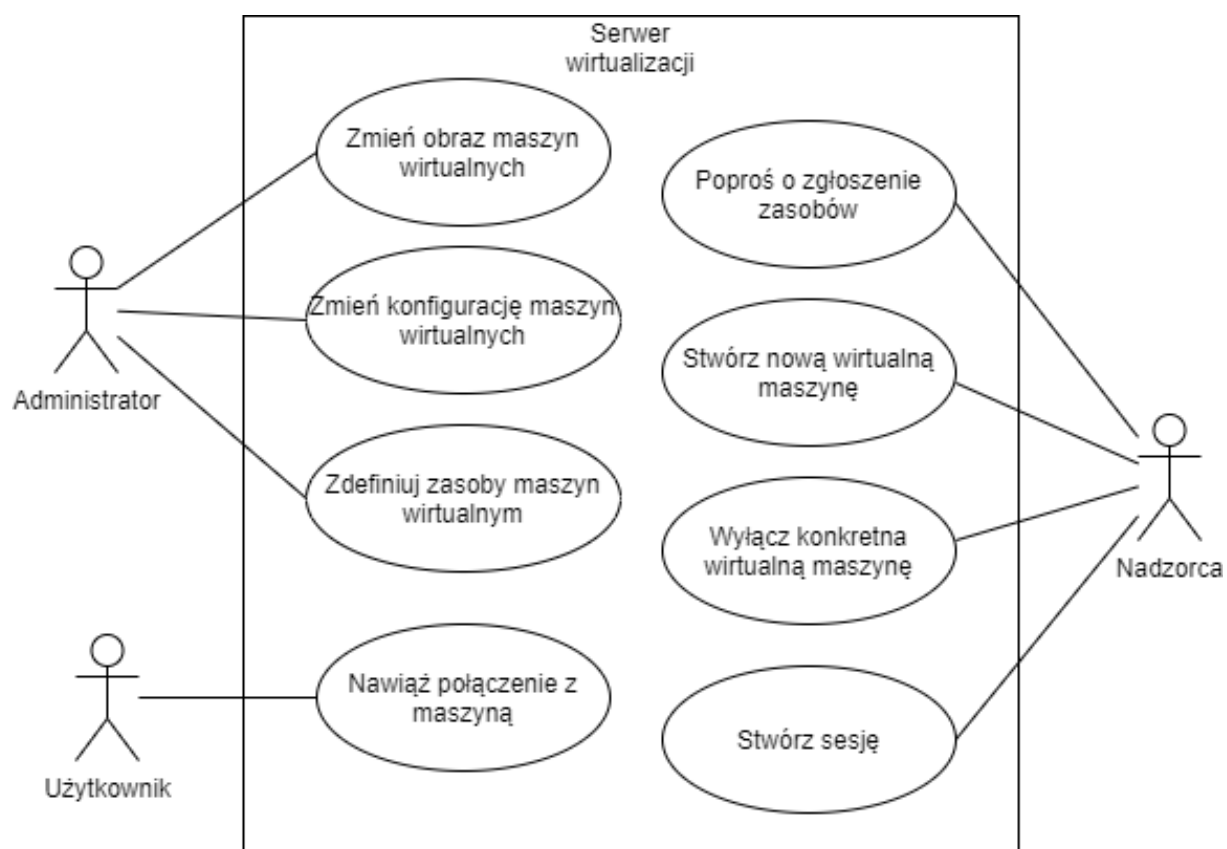 Serwer
wirtualizacji
Zmień obraz maszyn
wirtualnych
Poproś o zgłoszenie
zasobów
Zmień konfigurację maszyn
wirtualnych
Administrator
Stwórz nową wirtualną
maszynę
Zdefiniuj zasoby maszyn
wirtualnym
Wyłącz konkretna
wirtualną maszynę
Nadzorca
Nawiąż połączenie z
maszyną
Stwórz sesję
Użytkownik